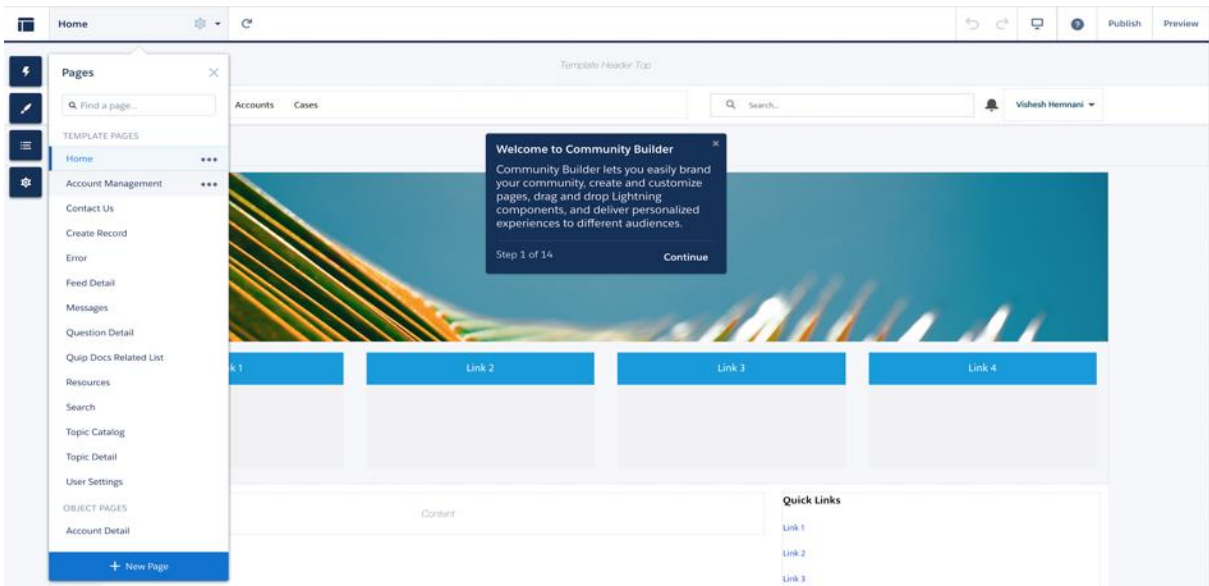 Home
Publish
Preview
Template Header Top
Pages
Find a page...
Accounts
Cases
Search...
Vishesh Hemnani
TEMPLATE PAGES
Home
Account Management
Contact Us
Create Record
Error
Feed Detail
Messages
Question Detail
Quip Docs Related List
Resources
Search
Topic Catalog
Topic Detail
User Settings
OBJECT PAGES
Account Detail
+ New Page
Welcome to Community Builder
Community Builder lets you easily brand
your community, create and customize
pages, drag and drop Lightning
components, and deliver personalized
experiences to different audiences.
Step 1 of 14
Continue
k 1
Link 2
Link 3
Link 4
Content
Quick Links
Link 1
Link 2
Link 3